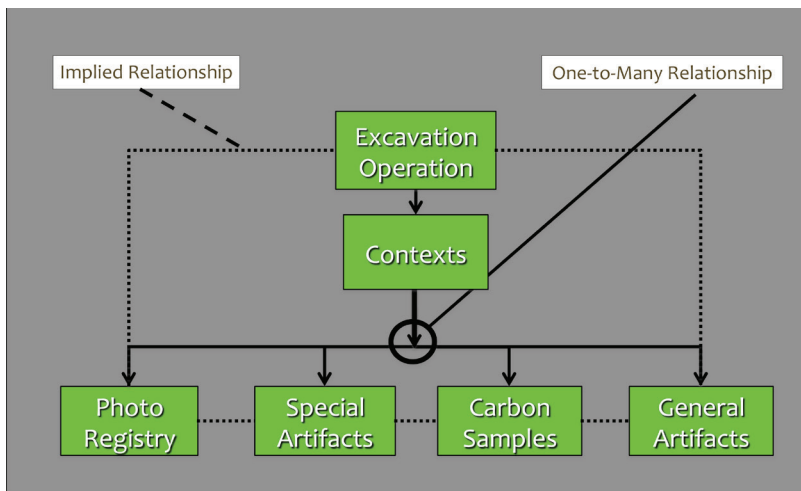 Implied Relationship
One-to-Many Relationship
Excavation
Operation
Contexts
Photo
Registry
Special
Artifacts
Carbon
Samples
General
Artifacts